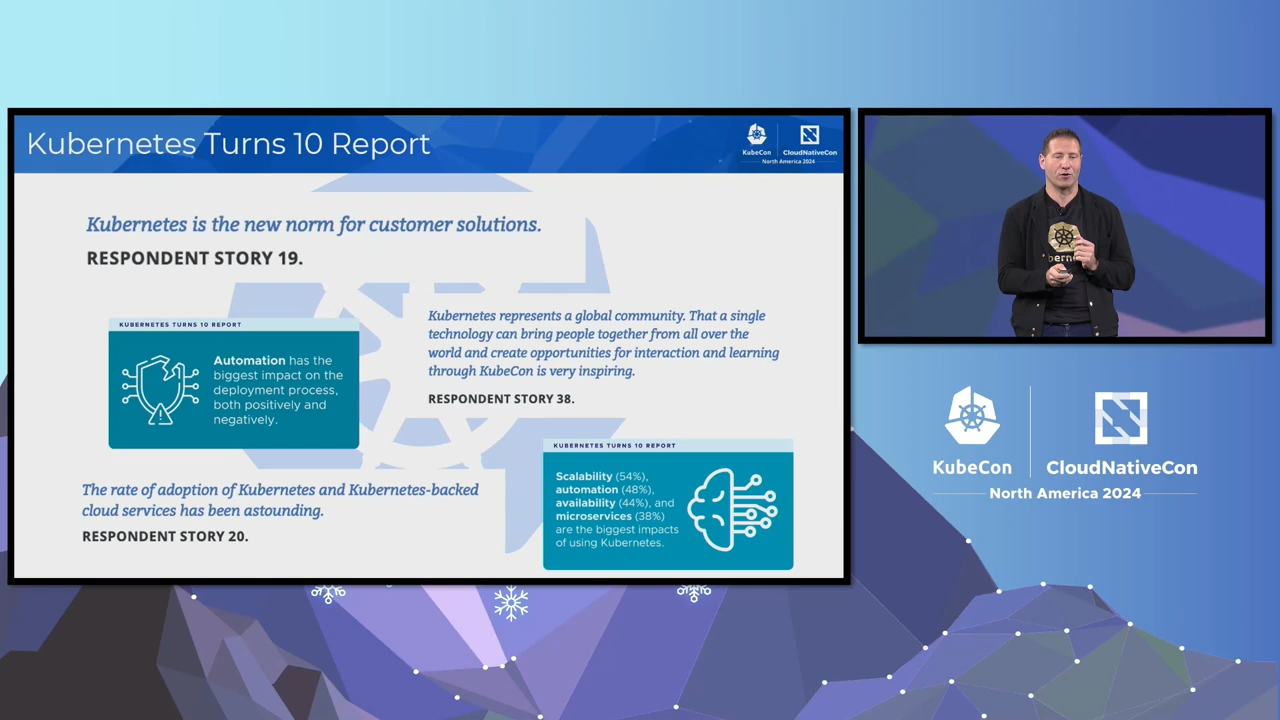 Kubernetes Turns 10 Report
KubeCon
CloudNativeCon
North America 2024
Kubernetes is the new norm for customer solutions.
RESPONDENT STORY 19.
KUBERNETES TURNS 10 REPORT
Automation has the
biggest impact on the
deployment process,
both positively and
negatively.
Kubernetes represents a global community. That a single
technology can bring people together from all over the
world and create opportunities for interaction and learning
through KubeCon is very inspiring.
RESPONDENT STORY 38.
The rate of adoption of Kubernetes and Kubernetes-backed
cloud services has been astounding.
RESPONDENT STORY 20.
KUBERNETES TURNS 10 REPORT
Scalability (54%),
automation (48%),
availability (44%), and
microservices (38%)
are the biggest impacts
of using Kubernetes.
KubeCon
CloudNativeCon
North America 2024